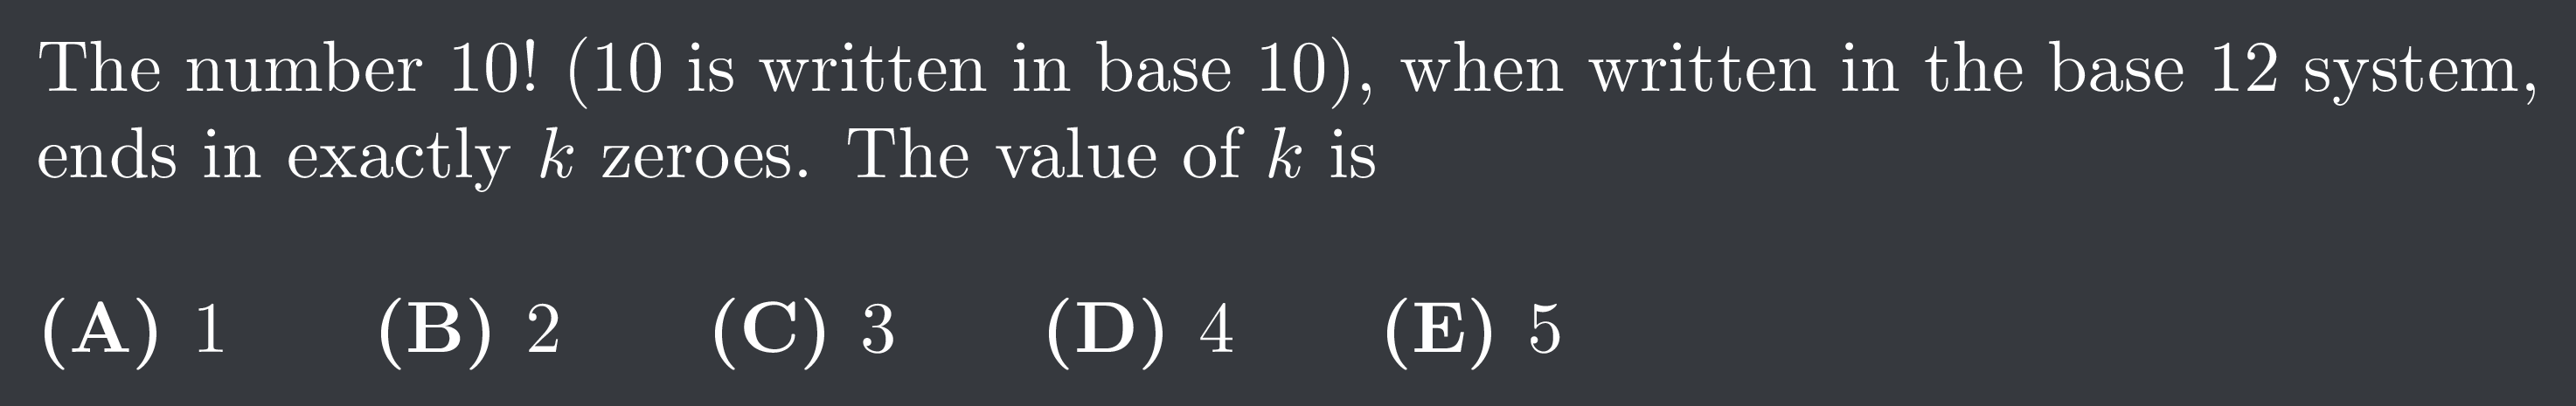 The number 10! (10 is written in base 10), when written in the base 12 system,
ends in exactly k zeroes. The value of k is
(A) 1 (B) 2 (C) 3 (D) 4 (E) 5